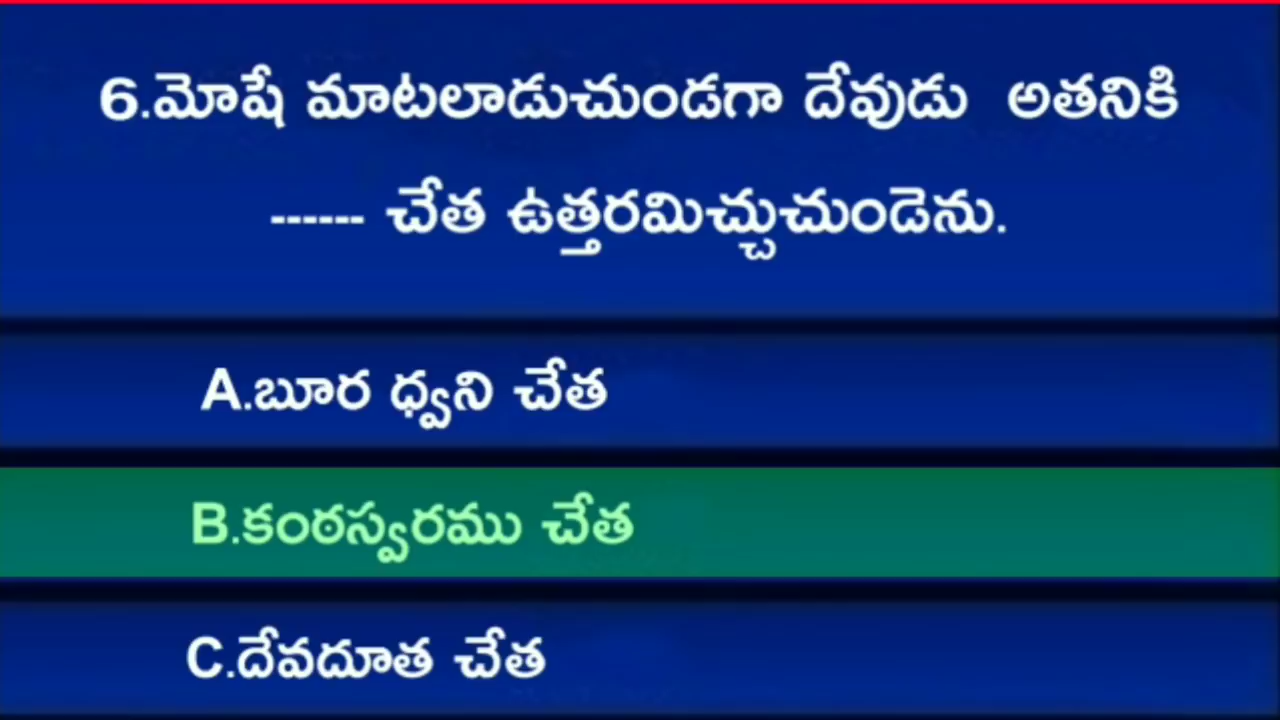 6.మోషే మాటలాడుచుండగా దేవుడు అతనికి
------ చేత ఉత్తరమిచ్చుచుండెను.
A.బూర ధ్వని చేత
B.కంఠస్వరము చేత
C.దేవదూత చేత